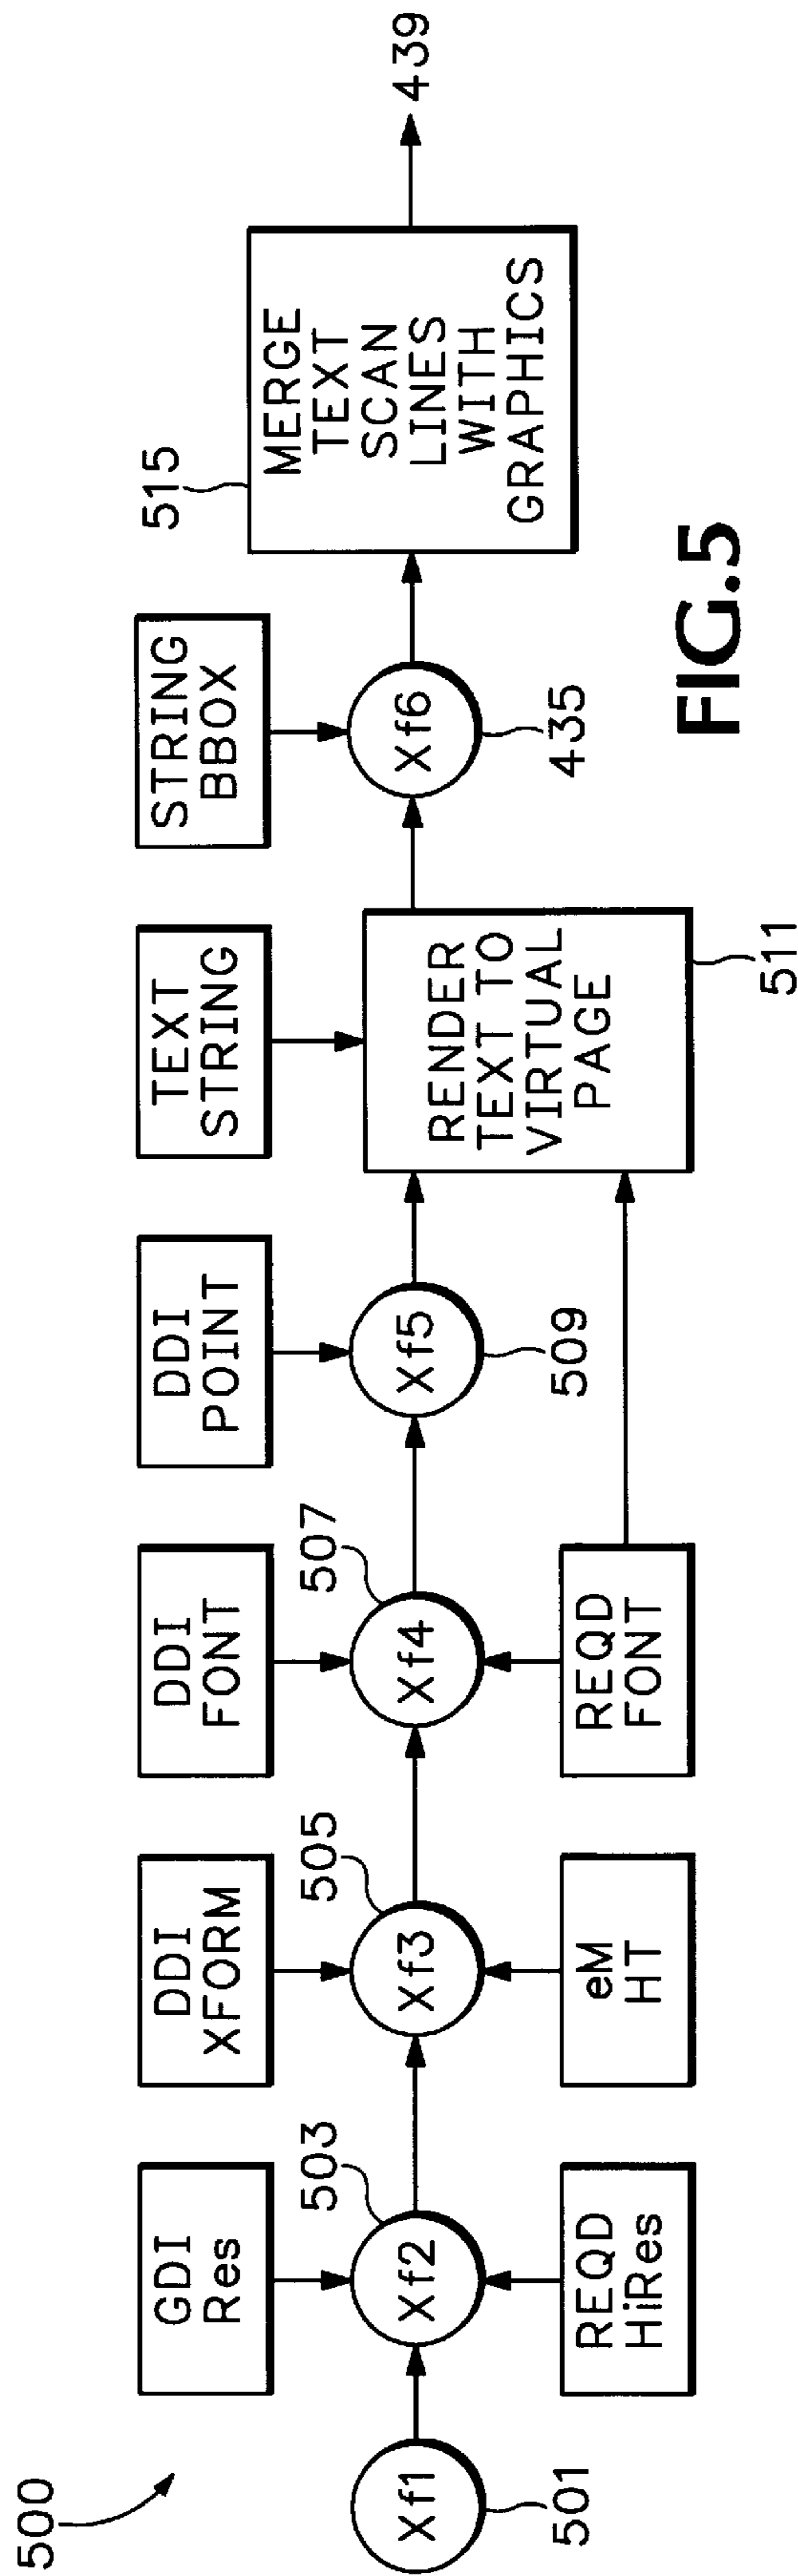 500
Xf1
501
GDI
Res
503
Xf2
REQD
HiRes
DDI
XFORM
505
Xf3
eM
HT
DDI
FONT
507
Xf4
REQD
FONT
DDI
POINT
Xf5
509
TEXT
STRING
RENDER
TEXT TO
VIRTUAL
PAGE
511
STRING
BBOX
Xf6
435
515
MERGE
TEXT
SCAN
LINES
WITH
GRAPHICS
439
FIG.5